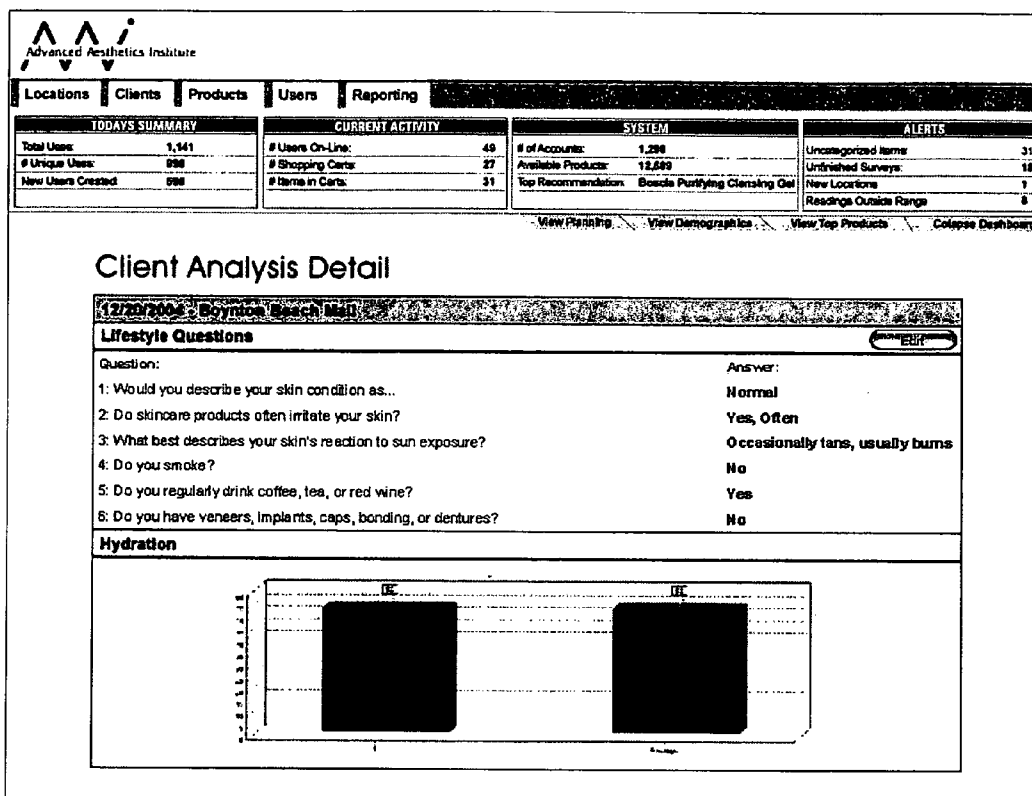 Advanced Aesthetics Institute
Locations Clients Products Users Reporting
TODAYS SUMMARY CURRENT ACTIVITY SYSTEM ALERTS
Total Uses: 1,141 # Users On-Line: 49 # of Accounts: 1,298 Uncategorized Items: 31
# Unique Uses: # Shopping Carts: 27 Available Products: Unfinished Surveys:
New Users Created: # Items in Carts: 31 Top Recommendation: Boscia Purifying Clensing Gel New Locations 1
Readings Outside Range
View Planning View Demographics View Top Products Colapse Dashboard
Client Analysis Detail
12/20/2004 - Boynton Beach Mall
Lifestyle Questions Edit
Question: Answer:
1: Would you describe your skin condition as... Normal
2: Do skincare products often irritate your skin? Yes, Often
3: What best describes your skin's reaction to sun exposure? Occasionally tans, usually burns
4: Do you smoke? No
5: Do you regularly drink coffee, tea, or red wine? Yes
6: Do you have veneers, implants, caps, bonding, or dentures? No
Hydration